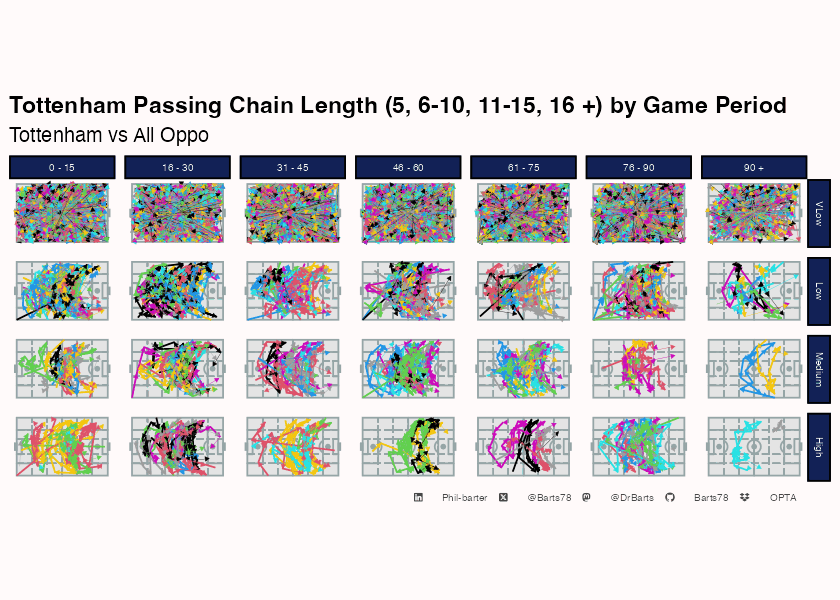 Tottenham Passing Chain Length (5, 6-10, 11-15, 16 +) by Game Period
Tottenham vs All Oppo
0 - 15 16 - 30 31 - 45 46 - 60 61 - 75 76 - 90 90 +
VLow
Low
Medium
High
Phil-barter @Barts78 @DrBarts Barts78 OPTA